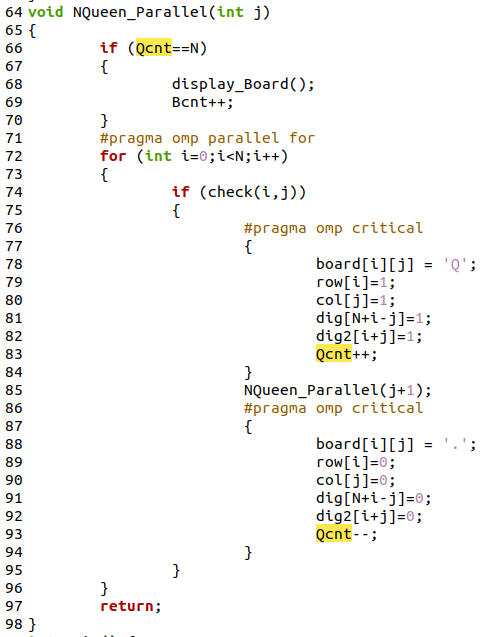 64 void NQueen_Parallel(int j)
65 {
66         if (Qcnt==N)
67         {
68                 display_Board();
69                 Bcnt++;
70         }
71         #pragma omp parallel for
72         for (int i=0;i<N;i++)
73         {
74                 if (check(i,j))
75                 {
76                         #pragma omp critical
77                         {
78                                 board[i][j] = 'Q';
79                                 row[i]=1;
80                                 col[j]=1;
81                                 dig[N+i-j]=1;
82                                 dig2[i+j]=1;
83                                 Qcnt++;
84                         }
85                         NQueen_Parallel(j+1);
86                         #pragma omp critical
87                         {
88                                 board[i][j] = '.';
89                                 row[i]=0;
90                                 col[j]=0;
91                                 dig[N+i-j]=0;
92                                 dig2[i+j]=0;
93                                 Qcnt--;
94                         }
95                 }
96         }
97         return;
98 }